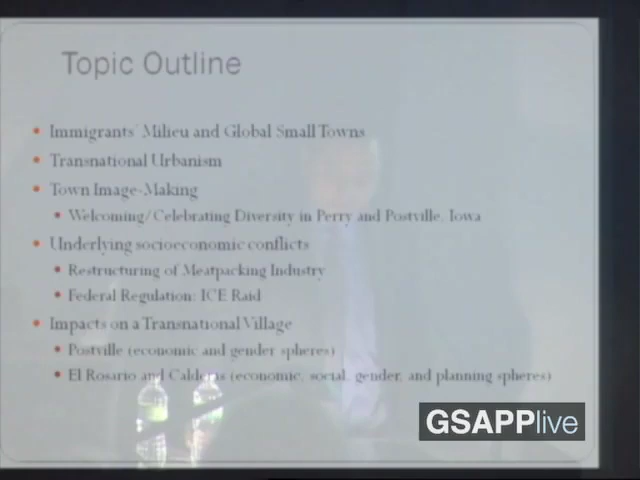 Topic Outline
• Immigrants' Milieu and Global Small Towns
• Transnational Urbanism
• Town Image-Making
• Welcoming/Celebrating Diversity in Perry and Postville, Iowa
• Underlying socioeconomic conflicts
• Restructuring of Meatpacking Industry
• Federal Regulation: ICE Raid
• Impacts on a Transnational Village
• Postville (economic and gender spheres)
• El Rosario and Calderas (economic, social, gender, and planning spheres)
GSAPPlive